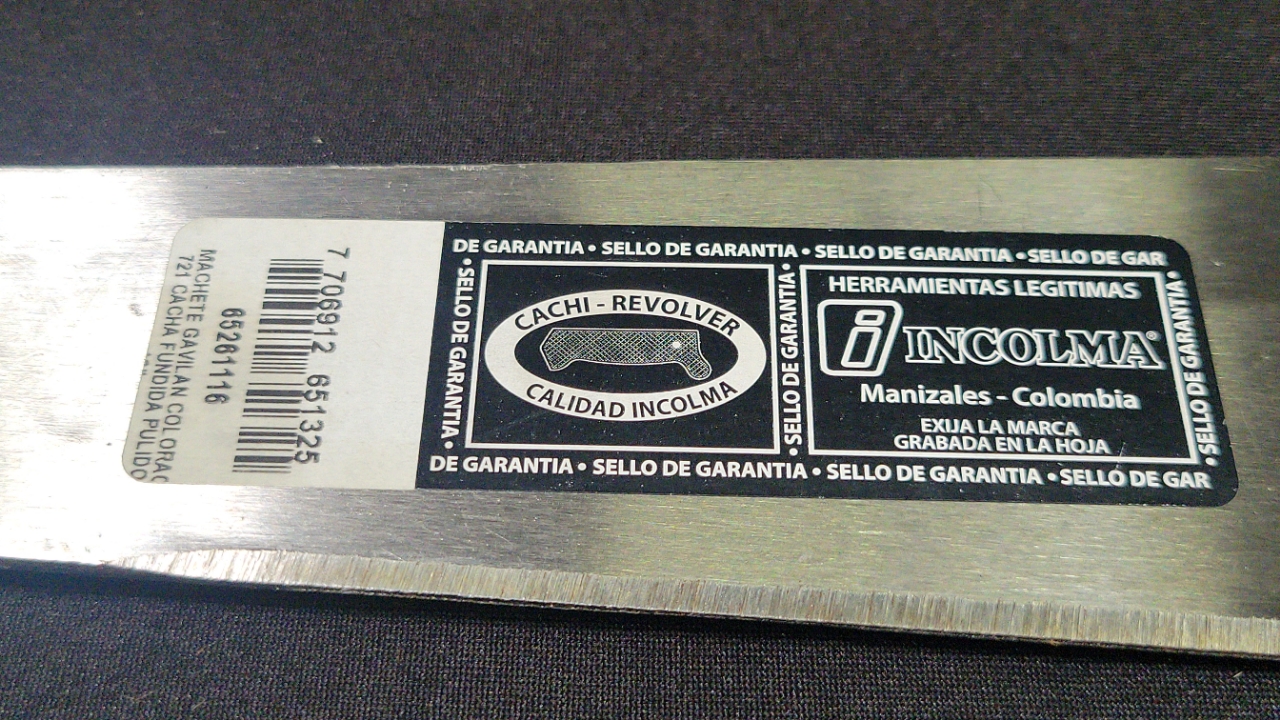 MACHETE GAVILAN COLORAD
721 CACHA FUNDIDA PULIDO
65261116
7 706912 651325
DE GARANTIA • SELLO DE GARANTIA • SELLO DE GARANTIA • SELLO DE GAR
• SELLO DE GARANTIA •
CACHI - REVOLVER
CALIDAD INCOLMA
• SELLO DE GARANTIA •
HERRAMIENTAS LEGITIMAS
i INCOLMA®
Manizales - Colombia
EXIJA LA MARCA
GRABADA EN LA HOJA
• SELLO DE GARANTIA •
DE GARANTIA • SELLO DE GARANTIA • SELLO DE GARANTIA • SELLO DE GAR